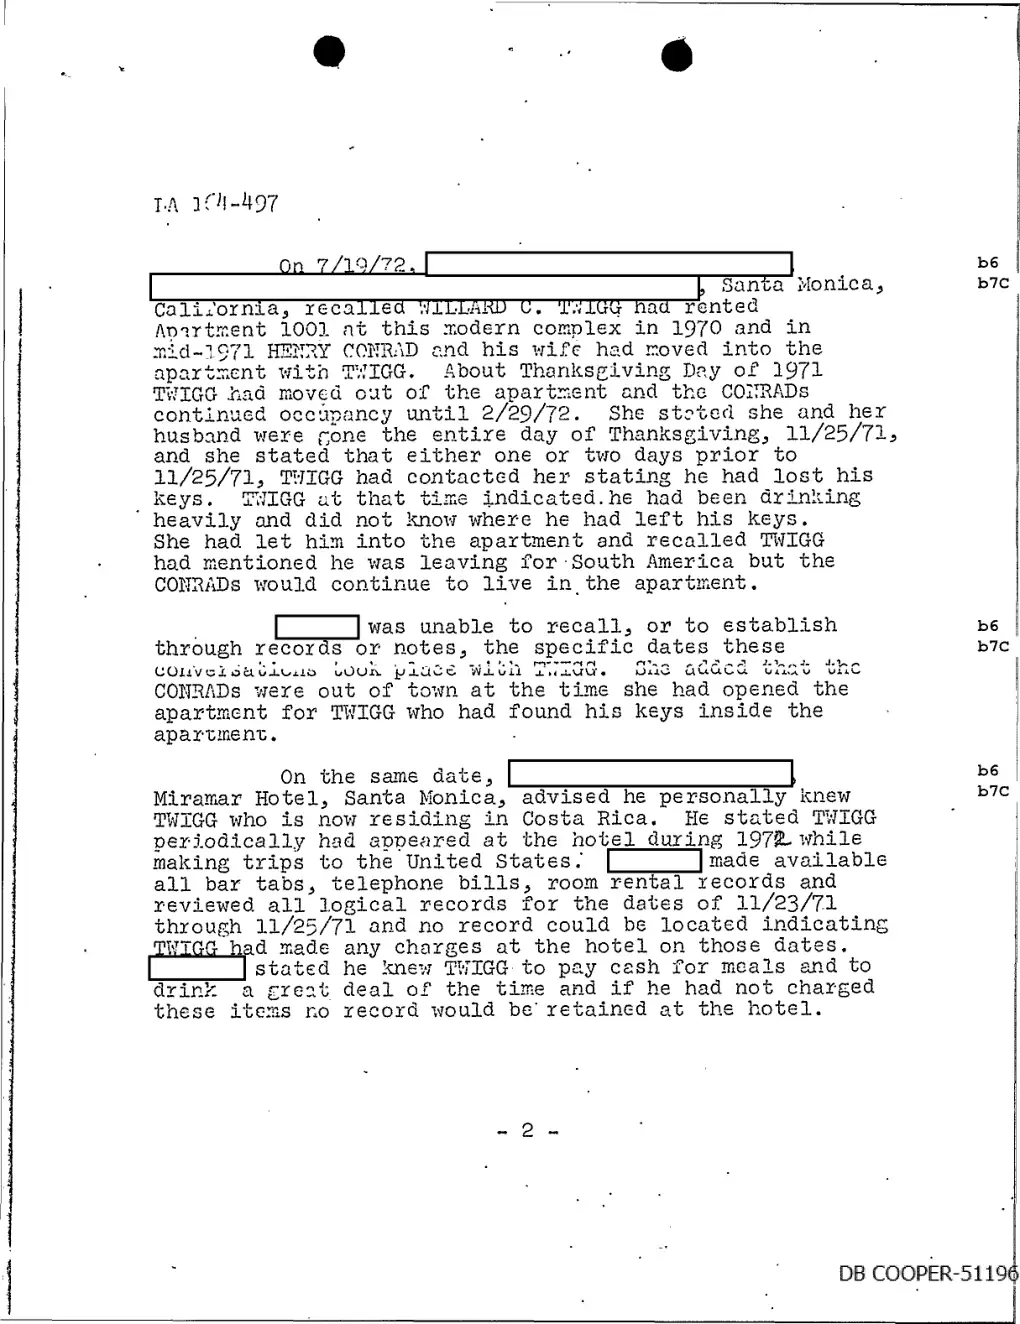 LA 164-497
On 7/19/72,
b6
, Santa Monica,
b7C
California, recalled WILLARD C. TWIGG had rented
Apartment 1001 at this modern complex in 1970 and in
mid-1971 HENRY CONRAD and his wife had moved into the
apartment with TWIGG. About Thanksgiving Day of 1971
TWIGG had moved out of the apartment and the CONRADs
continued occupancy until 2/29/72. She stated she and her
husband were gone the entire day of Thanksgiving, 11/25/71,
and she stated that either one or two days prior to
11/25/71, TWIGG had contacted her stating he had lost his
keys. TWIGG at that time indicated he had been drinking
heavily and did not know where he had left his keys.
She had let him into the apartment and recalled TWIGG
had mentioned he was leaving for South America but the
CONRADs would continue to live in the apartment.
was unable to recall, or to establish
b6
through records or notes, the specific dates these
b7C
conversations took place with TWIGG. She added that the
CONRADs were out of town at the time she had opened the
apartment for TWIGG who had found his keys inside the
apartment.
On the same date,
b6
Miramar Hotel, Santa Monica, advised he personally knew
b7C
TWIGG who is now residing in Costa Rica. He stated TWIGG
periodically had appeared at the hotel during 1972 while
making trips to the United States. made available
all bar tabs, telephone bills, room rental records and
reviewed all logical records for the dates of 11/23/71
through 11/25/71 and no record could be located indicating
TWIGG had made any charges at the hotel on those dates.
stated he knew TWIGG to pay cash for meals and to
drink a great deal of the time and if he had not charged
these items no record would be retained at the hotel.
- 2 -
DB COOPER-51196